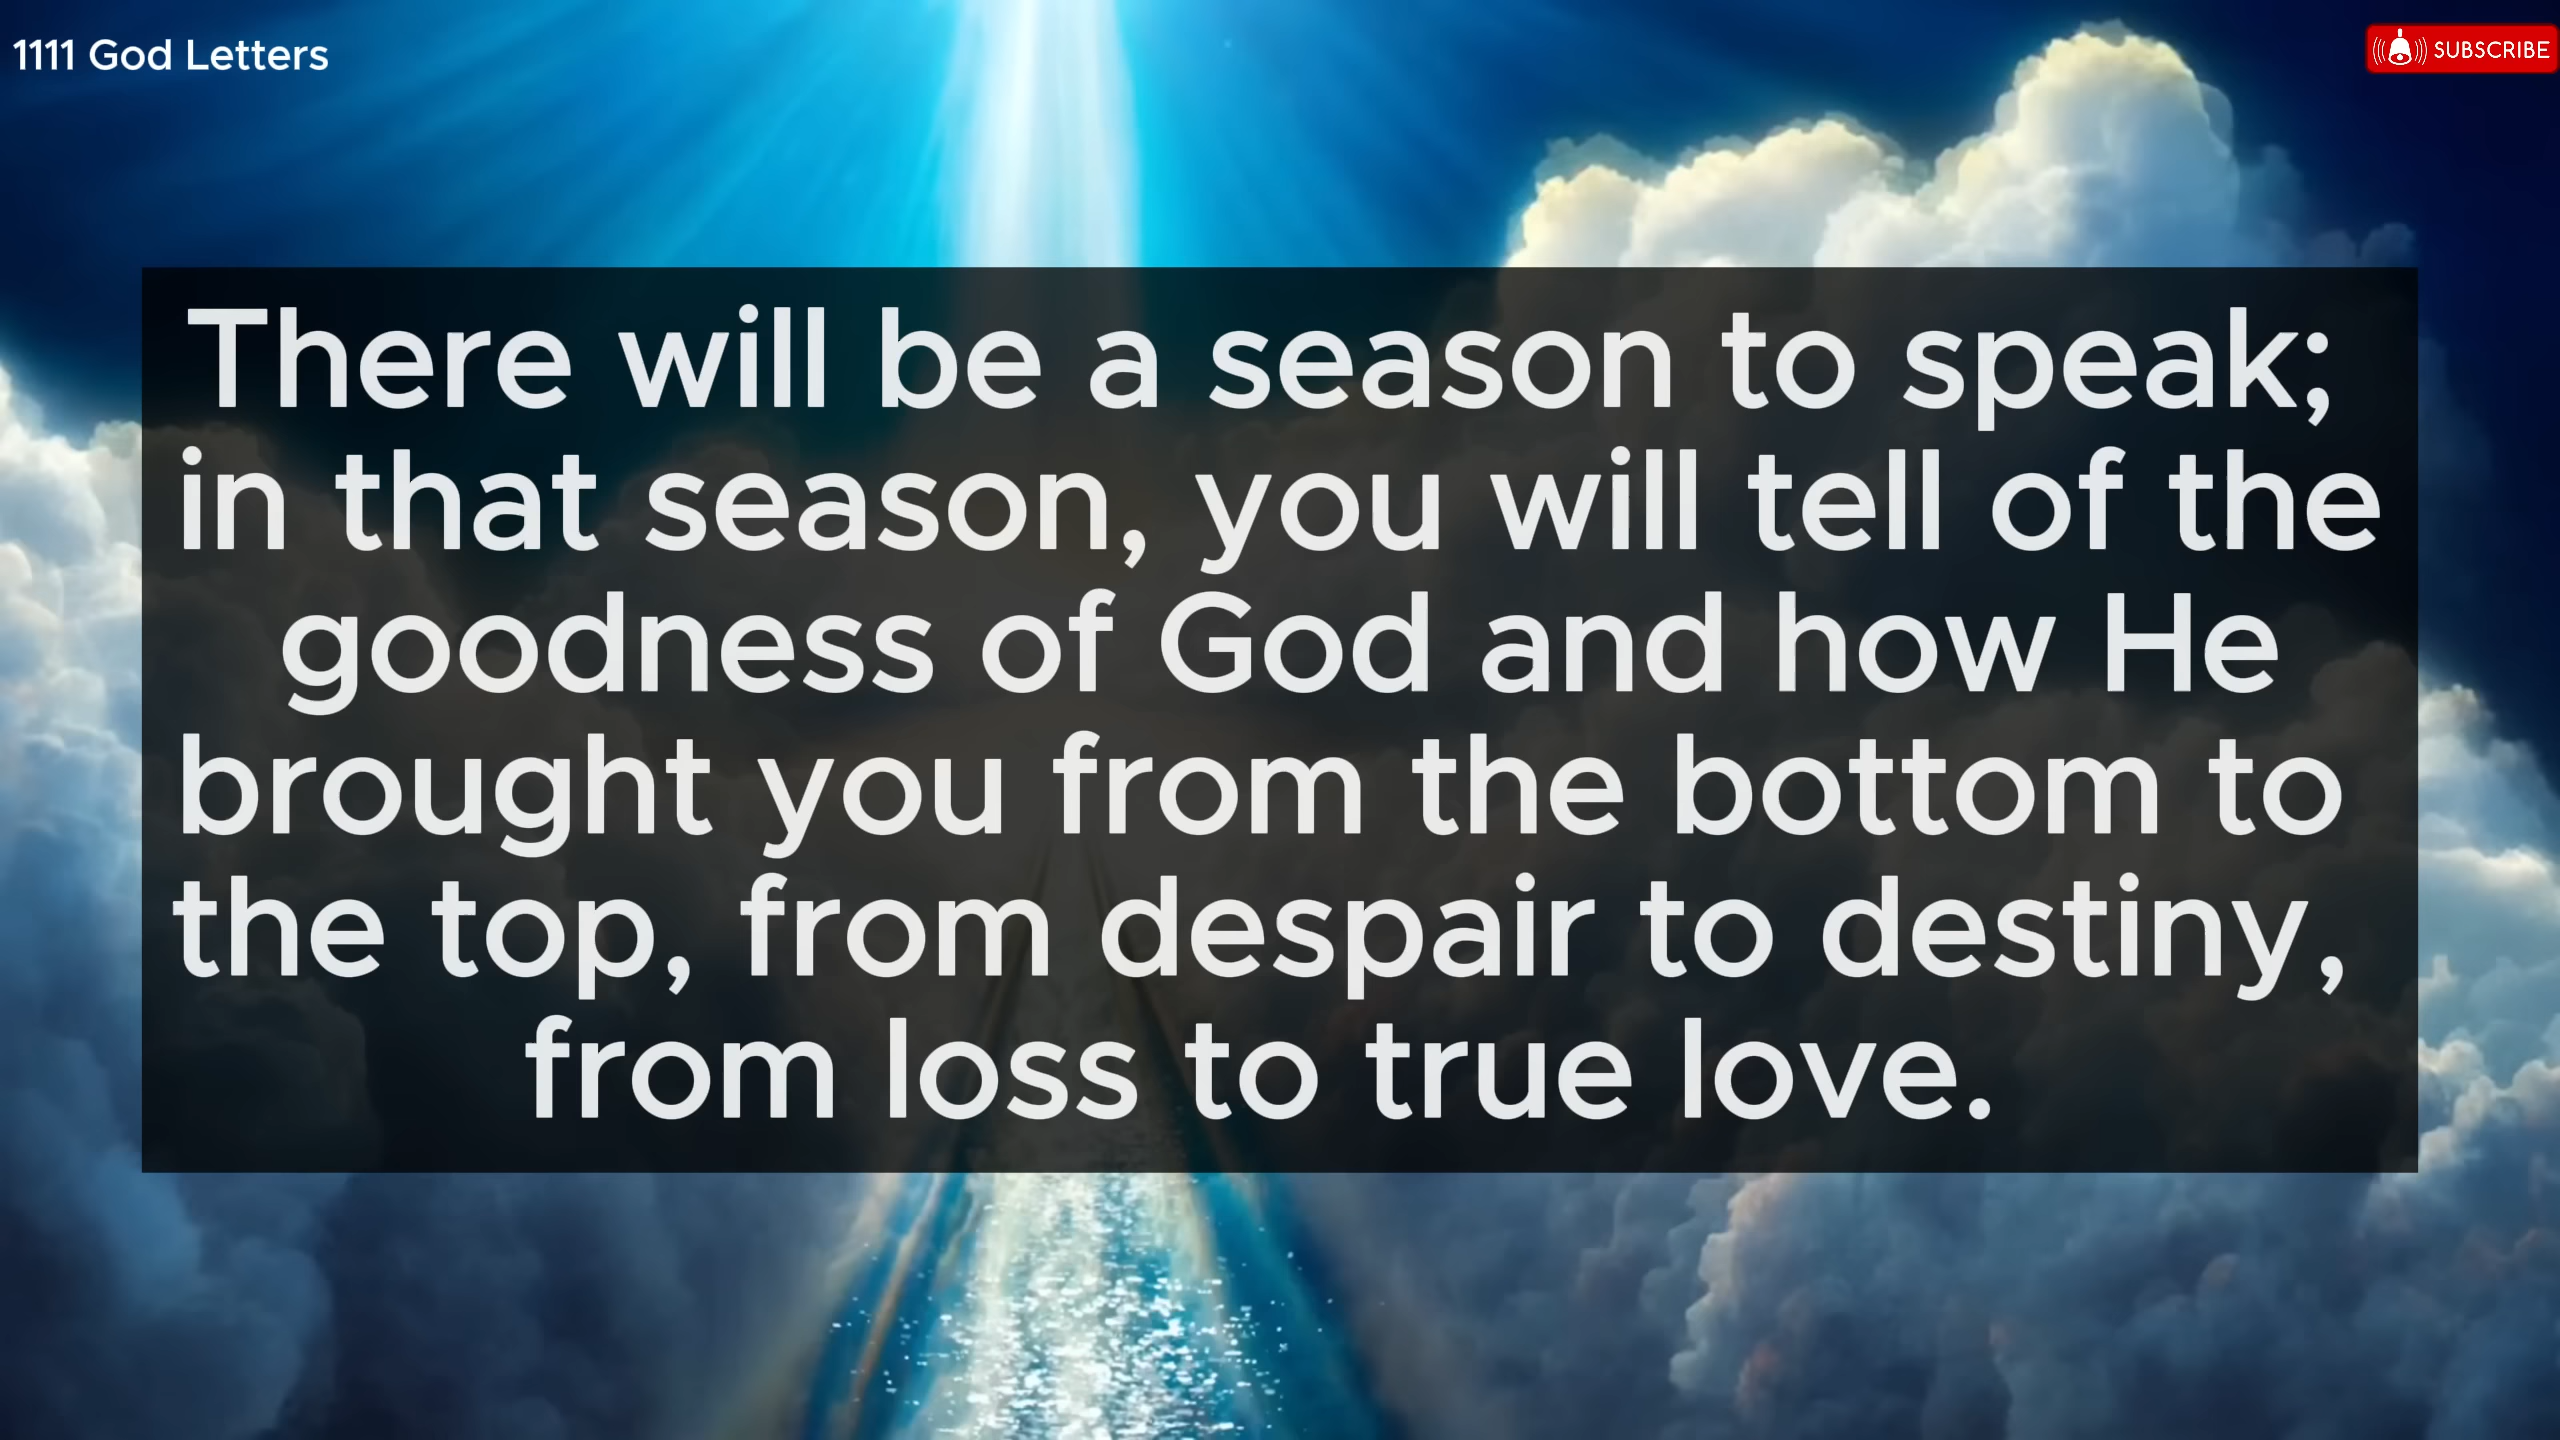 1111 God Letters
SUBSCRIBE
There will be a season to speak;
in that season, you will tell of the
goodness of God and how He
brought you from the bottom to
the top, from despair to destiny,
from loss to true love.